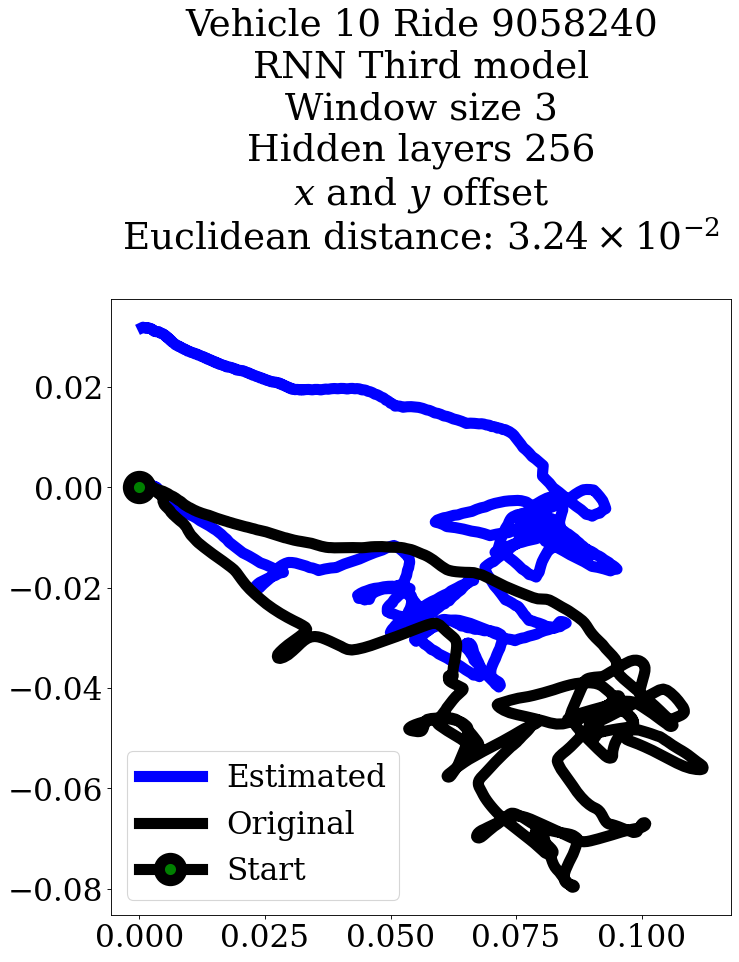 Vehicle 10 Ride 9058240
RNN Third model
Window size 3
Hidden layers 256
x and y offset
Euclidean distance: 3.24 × 10⁻²
0.02
0.00
−0.02
−0.04
−0.06
−0.08
Estimated
Original
Start
0.000 0.025 0.050 0.075 0.100